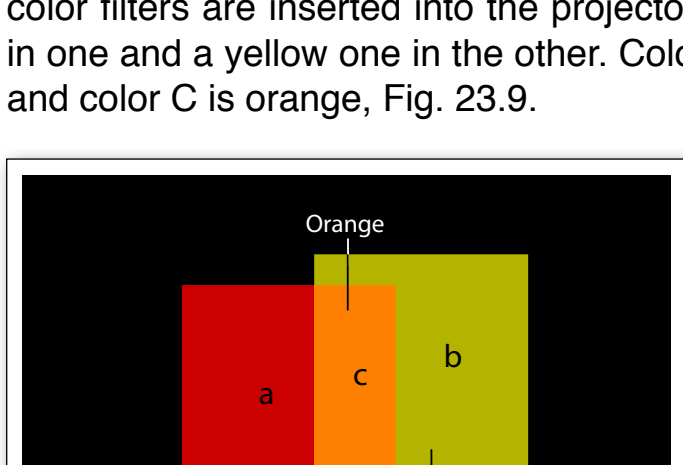 color filters are inserted into the projecto
in one and a yellow one in the other. Colo
and color C is orange, Fig. 23.9.
Orange
b
c
a